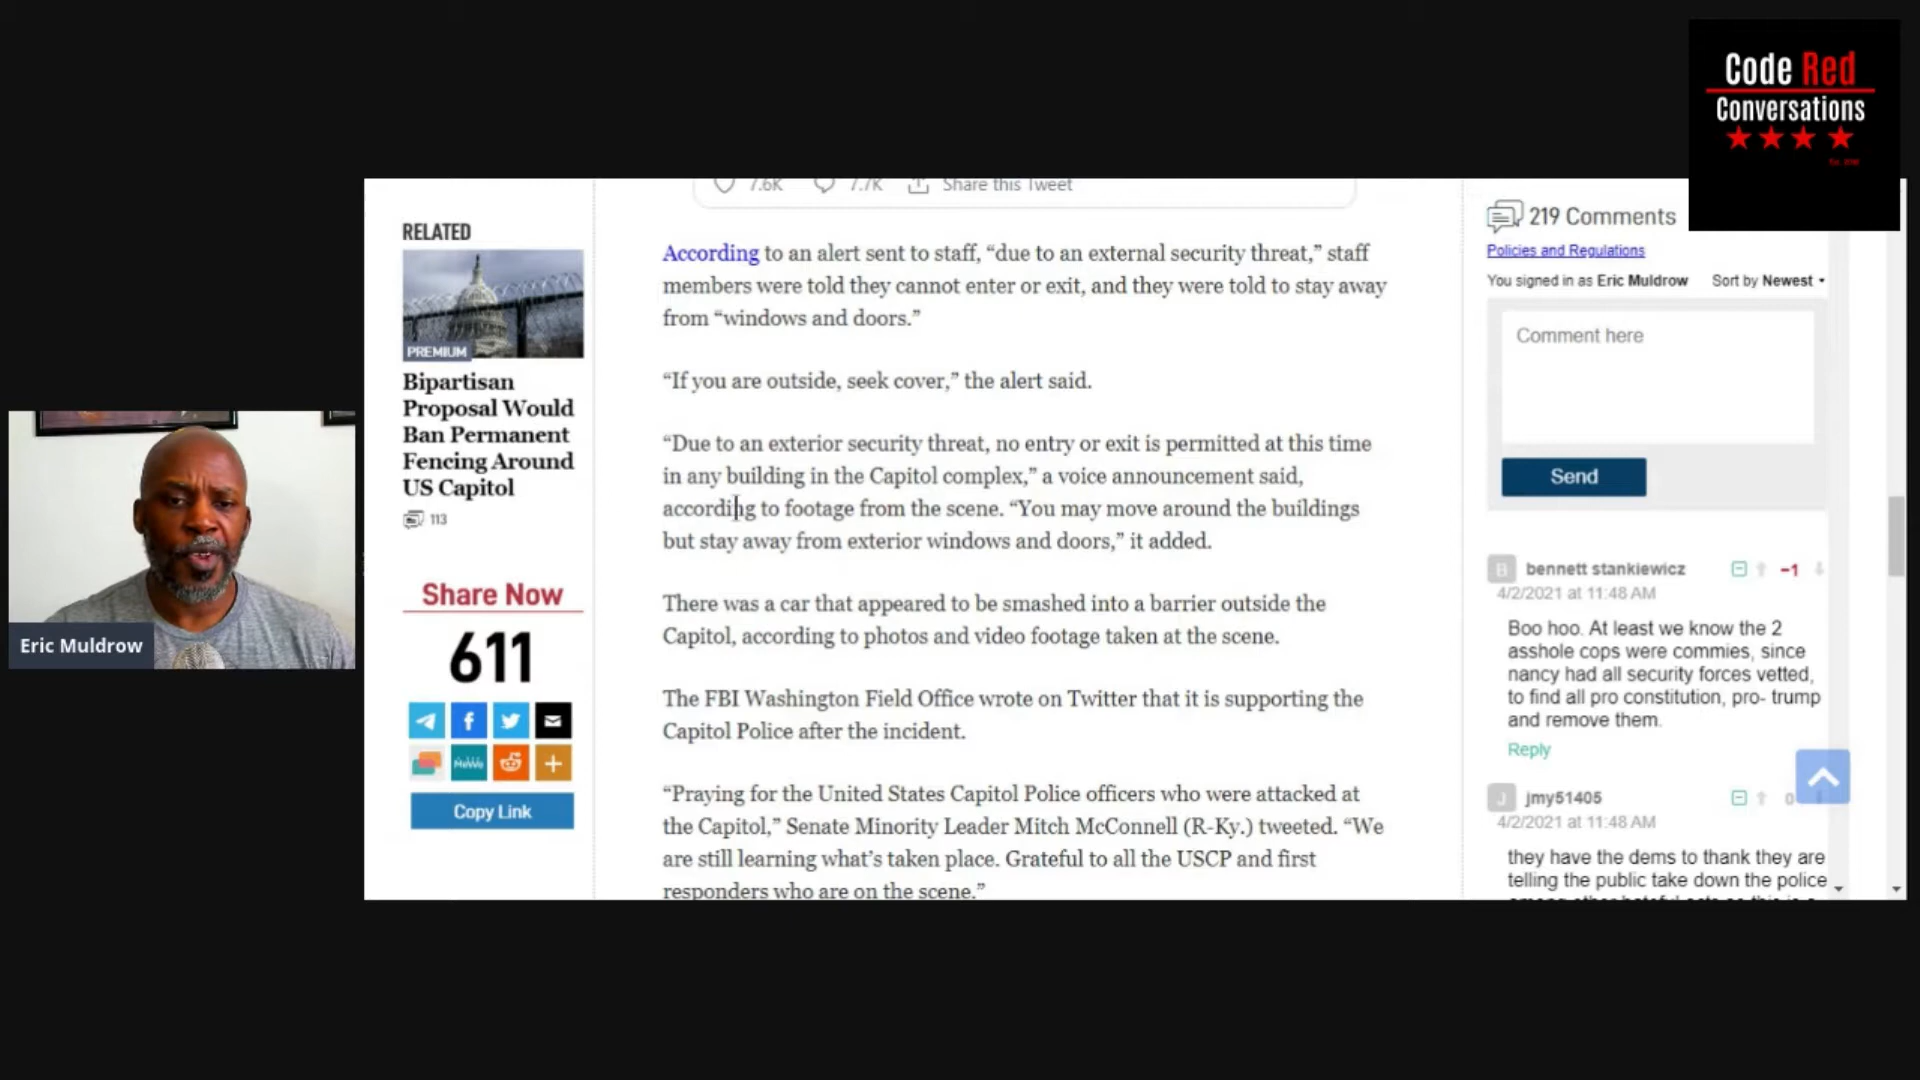 Code Red
Conversations
7.6K 7.7K Share this Tweet
RELATED
PREMIUM
Bipartisan
Proposal Would
Ban Permanent
Fencing Around
US Capitol
113
Share Now
611
MeWe
Copy Link
Eric Muldrow
According to an alert sent to staff, “due to an external security threat,” staff
members were told they cannot enter or exit, and they were told to stay away
from “windows and doors.”
“If you are outside, seek cover,” the alert said.
“Due to an exterior security threat, no entry or exit is permitted at this time
in any building in the Capitol complex,” a voice announcement said,
according to footage from the scene. “You may move around the buildings
but stay away from exterior windows and doors,” it added.
There was a car that appeared to be smashed into a barrier outside the
Capitol, according to photos and video footage taken at the scene.
The FBI Washington Field Office wrote on Twitter that it is supporting the
Capitol Police after the incident.
“Praying for the United States Capitol Police officers who were attacked at
the Capitol,” Senate Minority Leader Mitch McConnell (R-Ky.) tweeted. “We
are still learning what’s taken place. Grateful to all the USCP and first
responders who are on the scene.”
219 Comments
Policies and Regulations
You signed in as Eric Muldrow Sort by Newest
Comment here
Send
B bennett stankiewicz -1
4/2/2021 at 11:48 AM
Boo hoo. At least we know the 2
asshole cops were commies, since
nancy had all security forces vetted,
to find all pro constitution, pro- trump
and remove them.
Reply
J jmy51405 0
4/2/2021 at 11:48 AM
they have the dems to thank they are
telling the public take down the police